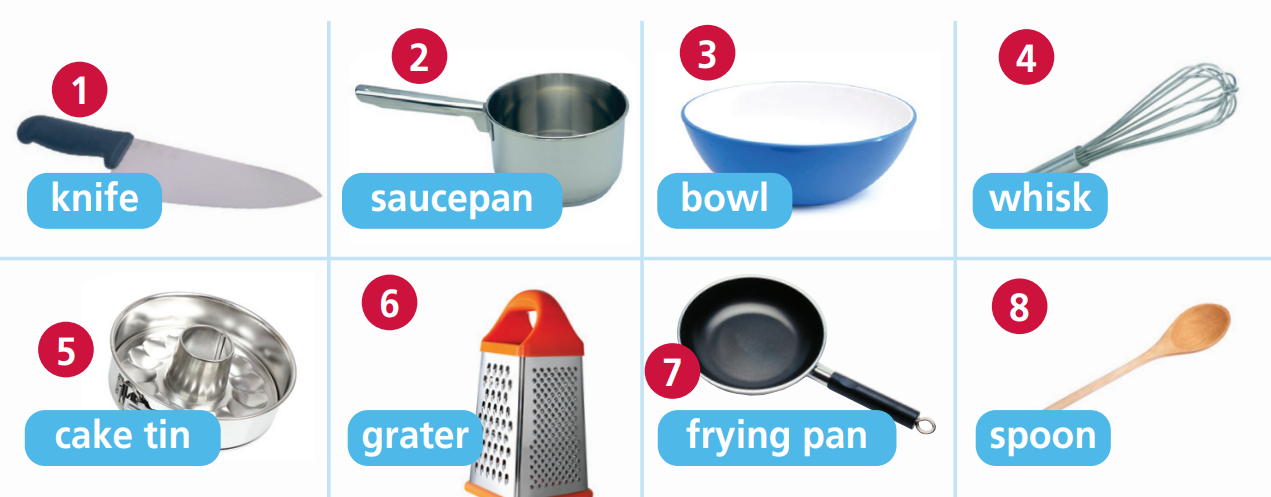 1
knife
2
saucepan
3
bowl
4
whisk
5
cake tin
6
grater
7
frying pan
8
spoon